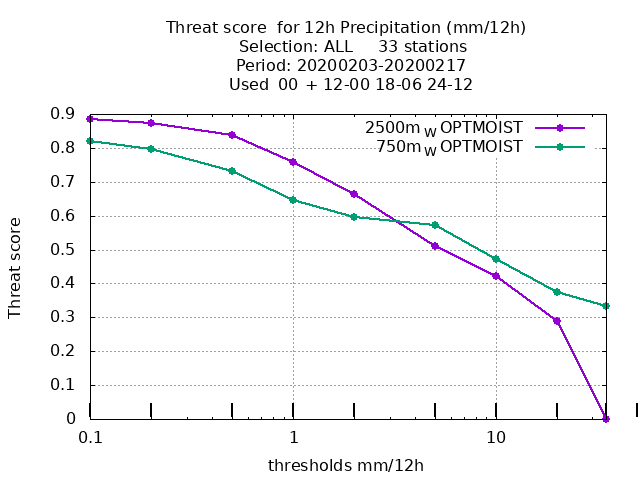 Threat score  for 12h Precipitation (mm/12h)
Selection: ALL     33 stations
Period: 20200203-20200217
Used  00 + 12-00 18-06 24-12
2500m W OPTMOIST
750m W OPTMOIST
0.9
0.8
0.7
0.6
0.5
0.4
0.3
0.2
0.1
0
Threat score
0.1
1
10
thresholds mm/12h